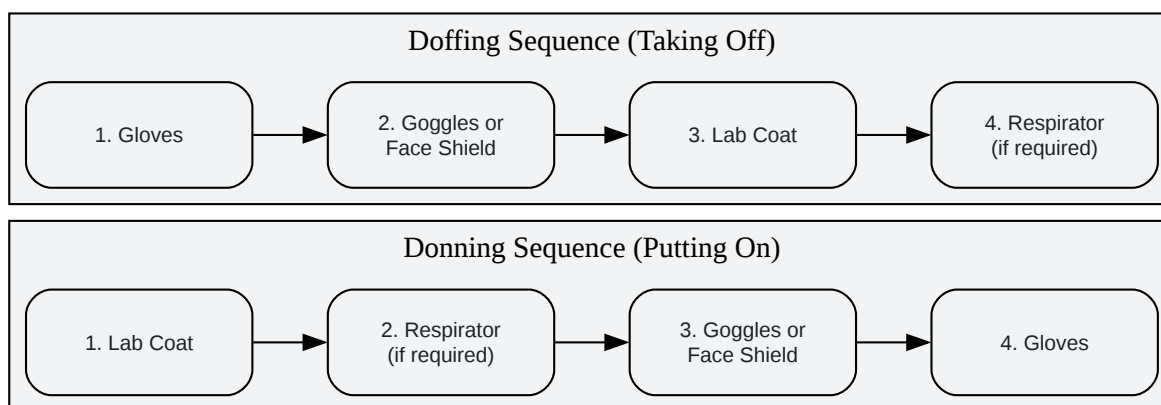 Doffing Sequence (Taking Off)
1. Gloves
2. Goggles or
Face Shield
3. Lab Coat
4. Respirator
(if required)
Donning Sequence (Putting On)
1. Lab Coat
2. Respirator
(if required)
3. Goggles or
Face Shield
4. Gloves